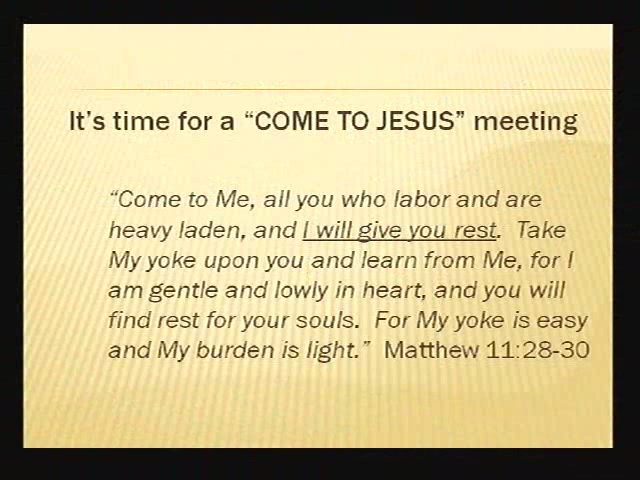 It's time for a “COME TO JESUS” meeting
“Come to Me, all you who labor and are
heavy laden, and I will give you rest.  Take
My yoke upon you and learn from Me, for I
am gentle and lowly in heart, and you will
find rest for your souls.  For My yoke is easy
and My burden is light.”  Matthew 11:28-30